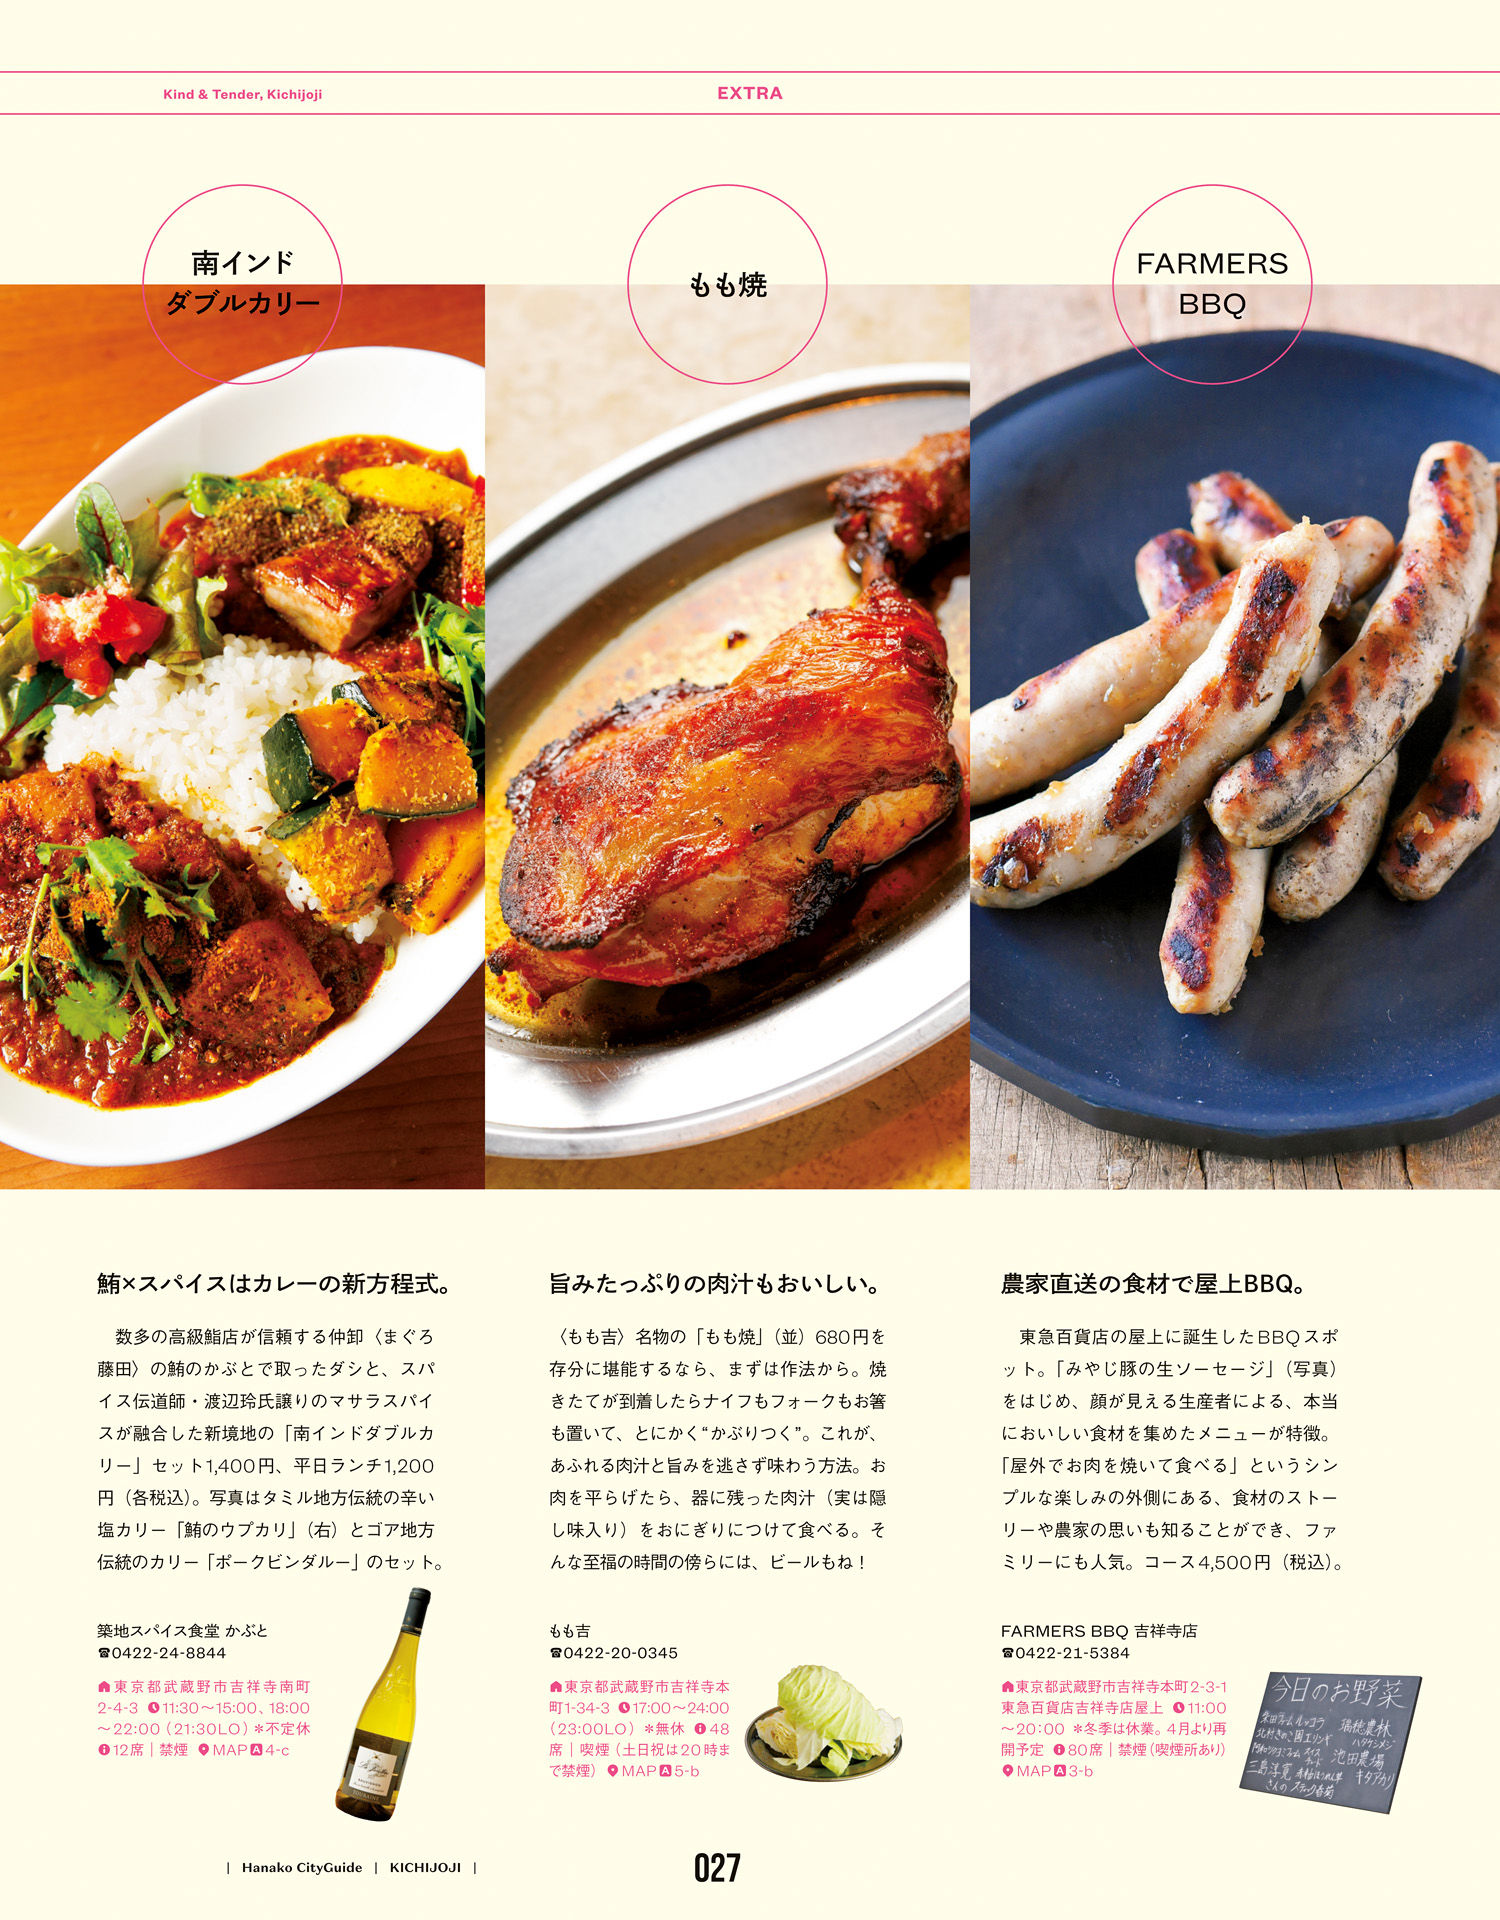 Kind & Tender, Kichijoji
EXTRA
南インド
ダブルカリー
もも焼
FARMERS
BBQ
鮪×スパイスはカレーの新方程式。
数多の高級鮨店が信頼する仲卸〈まぐろ
藤田〉の鮪のかぶとで取ったダシと、スパ
イス伝道師・渡辺玲氏譲りのマサラスパイ
スが融合した新境地の「南インドダブルカ
リー」セット1,400円、平日ランチ1,200
円（各税込）。写真はタミル地方伝統の辛い
塩カリー「鮪のウプカリ」（右）とゴア地方
伝統のカリー「ポークビンダルー」のセット。
築地スパイス食堂 かぶと
☎0422-24-8844
東京都武蔵野市吉祥寺南町
2-4-3 11:30〜15:00、18:00
〜22:00（21:30LO）＊不定休
12席｜禁煙 MAP A 4-c
旨みたっぷりの肉汁もおいしい。
〈もも吉〉名物の「もも焼」（並）680円を
存分に堪能するなら、まずは作法から。焼
きたてが到着したらナイフもフォークもお箸
も置いて、とにかく“かぶりつく”。これが、
あふれる肉汁と旨みを逃さず味わう方法。お
肉を平らげたら、器に残った肉汁（実は隠
し味入り）をおにぎりにつけて食べる。そ
んな至福の時間の傍らには、ビールもね！
もも吉
☎0422-20-0345
東京都武蔵野市吉祥寺本
町1-34-3 17:00〜24:00
（23:00LO）＊無休 48
席｜喫煙（土日祝は20時ま
で禁煙） MAP A 5-b
農家直送の食材で屋上BBQ。
東急百貨店の屋上に誕生したBBQスポ
ット。「みやじ豚の生ソーセージ」（写真）
をはじめ、顔が見える生産者による、本当
においしい食材を集めたメニューが特徴。
「屋外でお肉を焼いて食べる」というシン
プルな楽しみの外側にある、食材のストー
リーや農家の思いも知ることができ、ファ
ミリーにも人気。コース4,500円（税込）。
FARMERS BBQ 吉祥寺店
☎0422-21-5384
東京都武蔵野市吉祥寺本町2-3-1
東急百貨店吉祥寺店屋上 11:00
〜20:00 ＊冬季は休業。4月より再
開予定 80席｜禁煙（喫煙所あり）
MAP A 3-b
今日のお野菜
ルッコラ
瑞穂農林
ハタケシメジ
エリンギ
池田農場
キタアカリ
三島淳寛
さんの スティック春菊
TOURAINE
| Hanako CityGuide | KICHIJOJI |
027